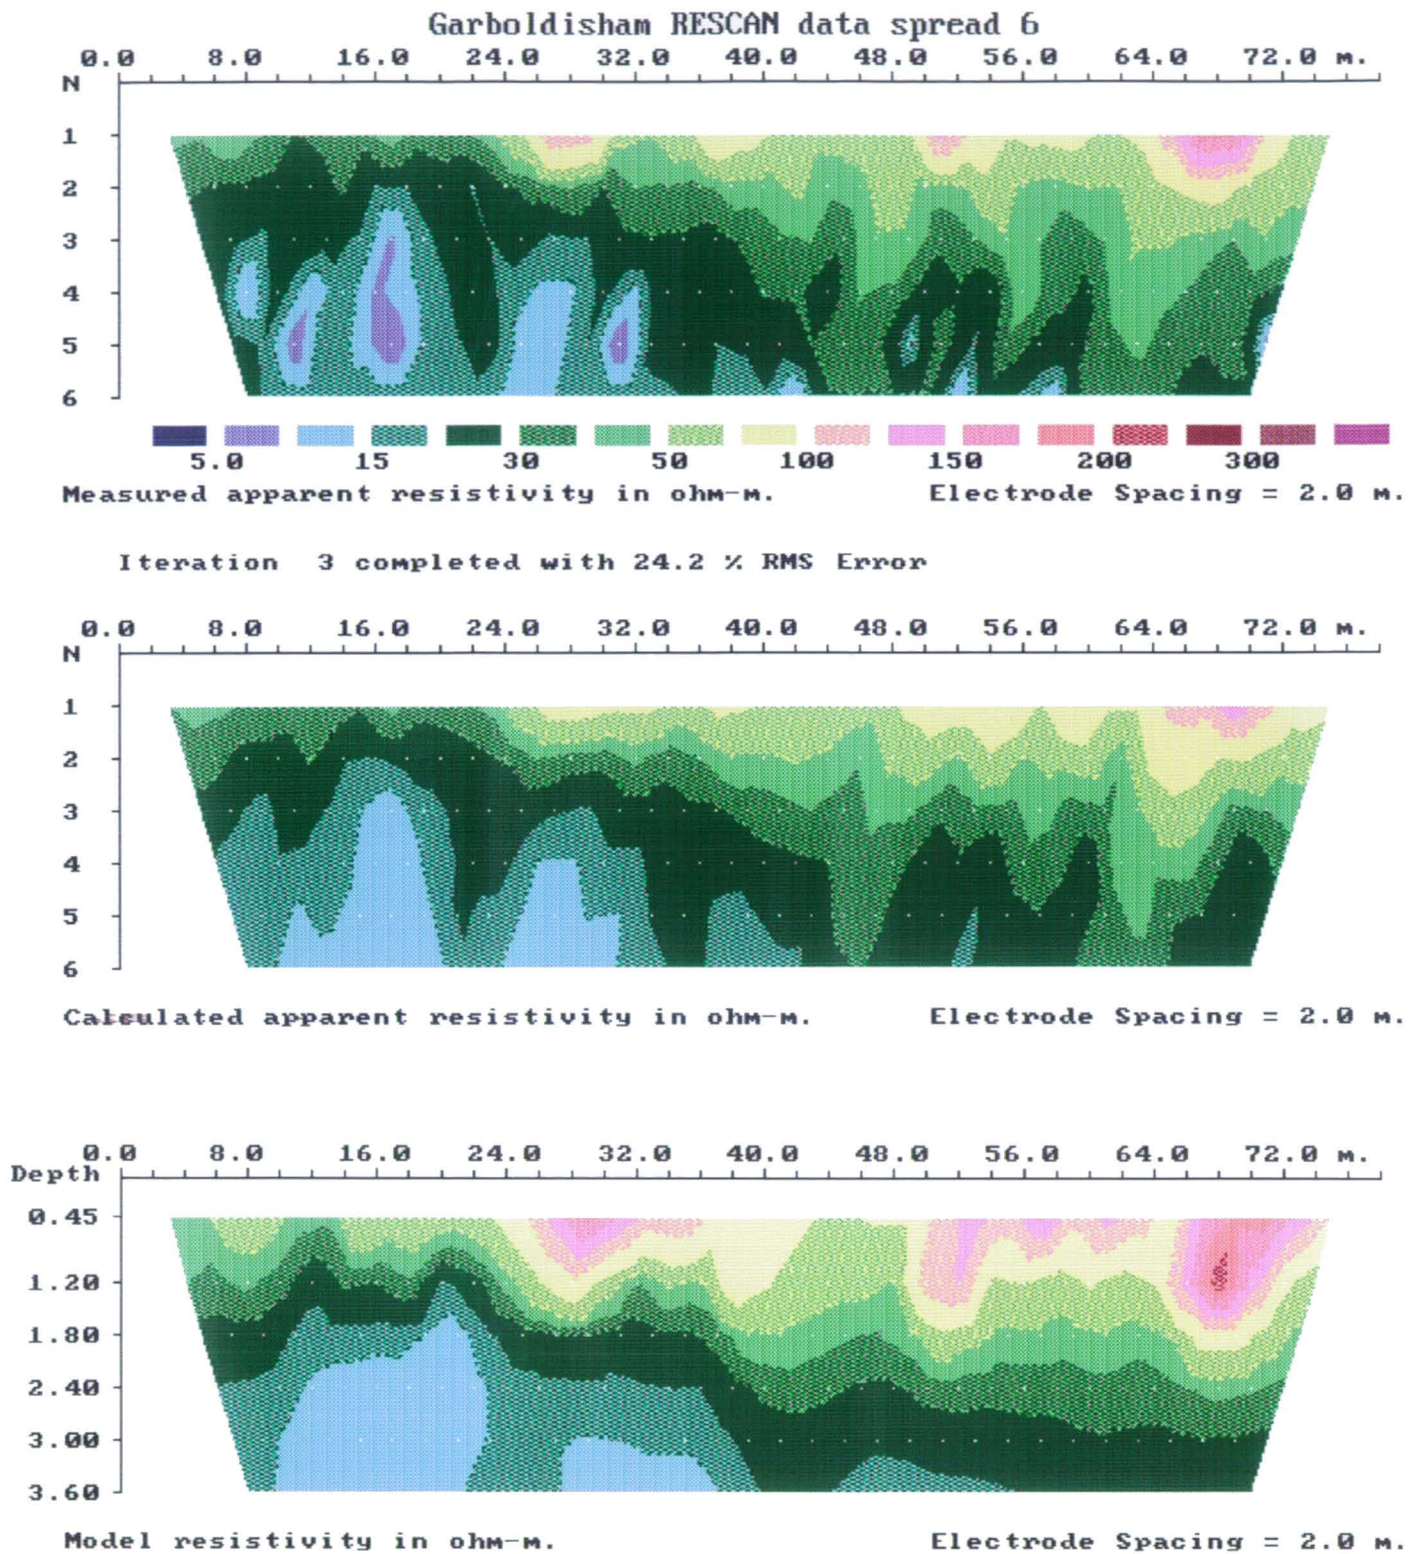 Garboldisham RESCAN data spread 6
0.0 8.0 16.0 24.0 32.0 40.0 48.0 56.0 64.0 72.0 m.
N
1
2
3
4
5
6
5.0 15 30 50 100 150 200 300
Measured apparent resistivity in ohm-m. Electrode Spacing = 2.0 m.
Iteration 3 completed with 24.2 % RMS Error
0.0 8.0 16.0 24.0 32.0 40.0 48.0 56.0 64.0 72.0 m.
N
1
2
3
4
5
6
Calculated apparent resistivity in ohm-m. Electrode Spacing = 2.0 m.
0.0 8.0 16.0 24.0 32.0 40.0 48.0 56.0 64.0 72.0 m.
Depth
0.45
1.20
1.80
2.40
3.00
3.60
Model resistivity in ohm-m. Electrode Spacing = 2.0 m.